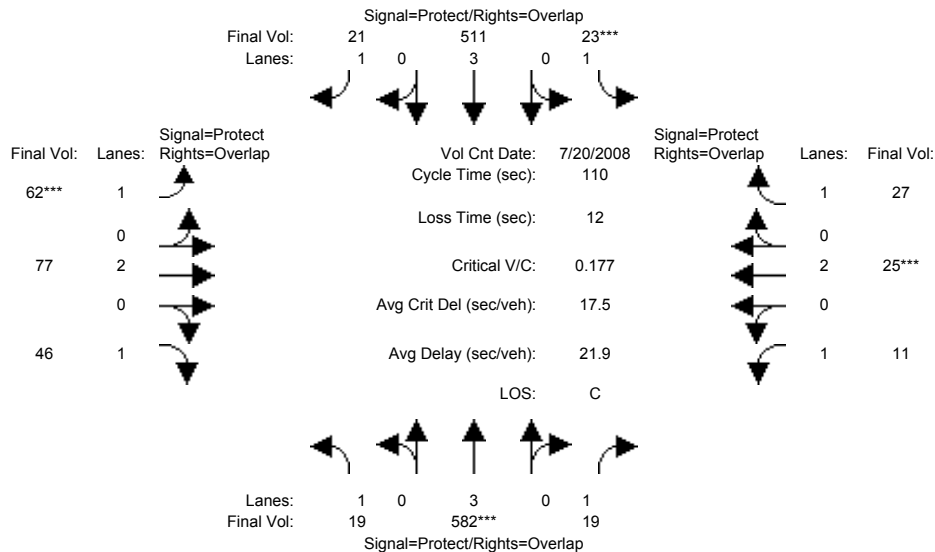 Signal=Protect/Rights=Overlap
Final Vol: 21 511 23***
Lanes: 1 0 3 0 1
Signal=Protect
Final Vol: Lanes: Rights=Overlap
Vol Cnt Date: 7/20/2008
Signal=Protect
Rights=Overlap Lanes: Final Vol:
Cycle Time (sec): 110
62*** 1
1 27
Loss Time (sec): 12
0
0
77 2
Critical V/C: 0.177
2 25***
0
Avg Crit Del (sec/veh): 17.5
0
46 1
Avg Delay (sec/veh): 21.9
1 11
LOS: C
Lanes: 1 0 3 0 1
Final Vol: 19 582*** 19
Signal=Protect/Rights=Overlap